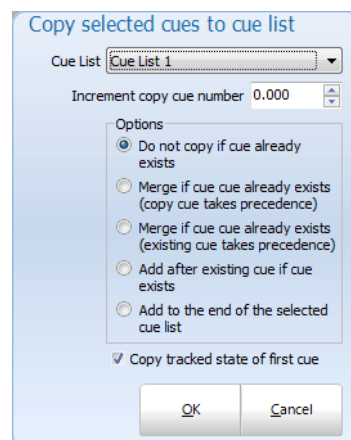 Copy selected cues to cue list
Cue List Cue List 1
Increment copy cue number 0.000
Options
Do not copy if cue already
exists
Merge if cue cue already exists
(copy cue takes precedence)
Merge if cue cue already exists
(existing cue takes precedence)
Add after existing cue if cue
exists
Add to the end of the selected
cue list
Copy tracked state of first cue
OK Cancel